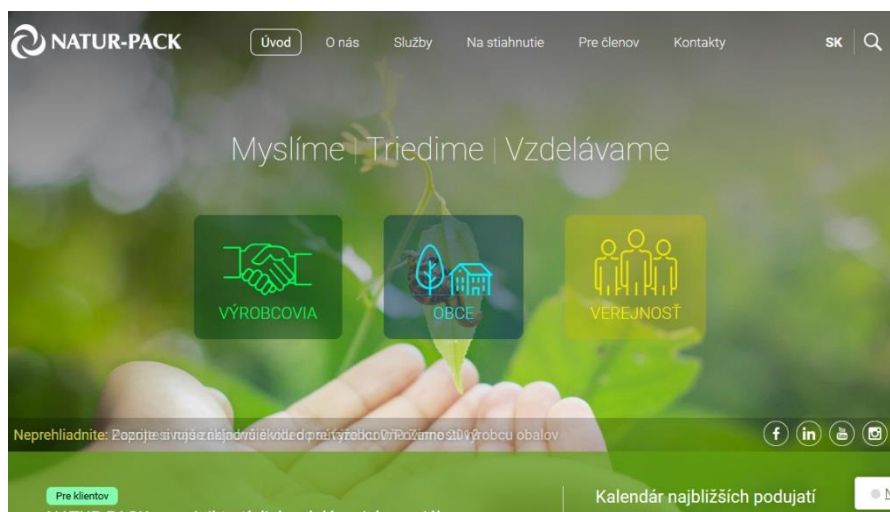 NATUR-PACK
Úvod O nás Služby Na stiahnutie Pre členov Kontakty SK
Myslíme | Triedime | Vzdelávame
VÝROBCOVIA OBCE VEREJNOSŤ
Neprehliadnite:
Pre klientov
Kalendár najbližších podujatí